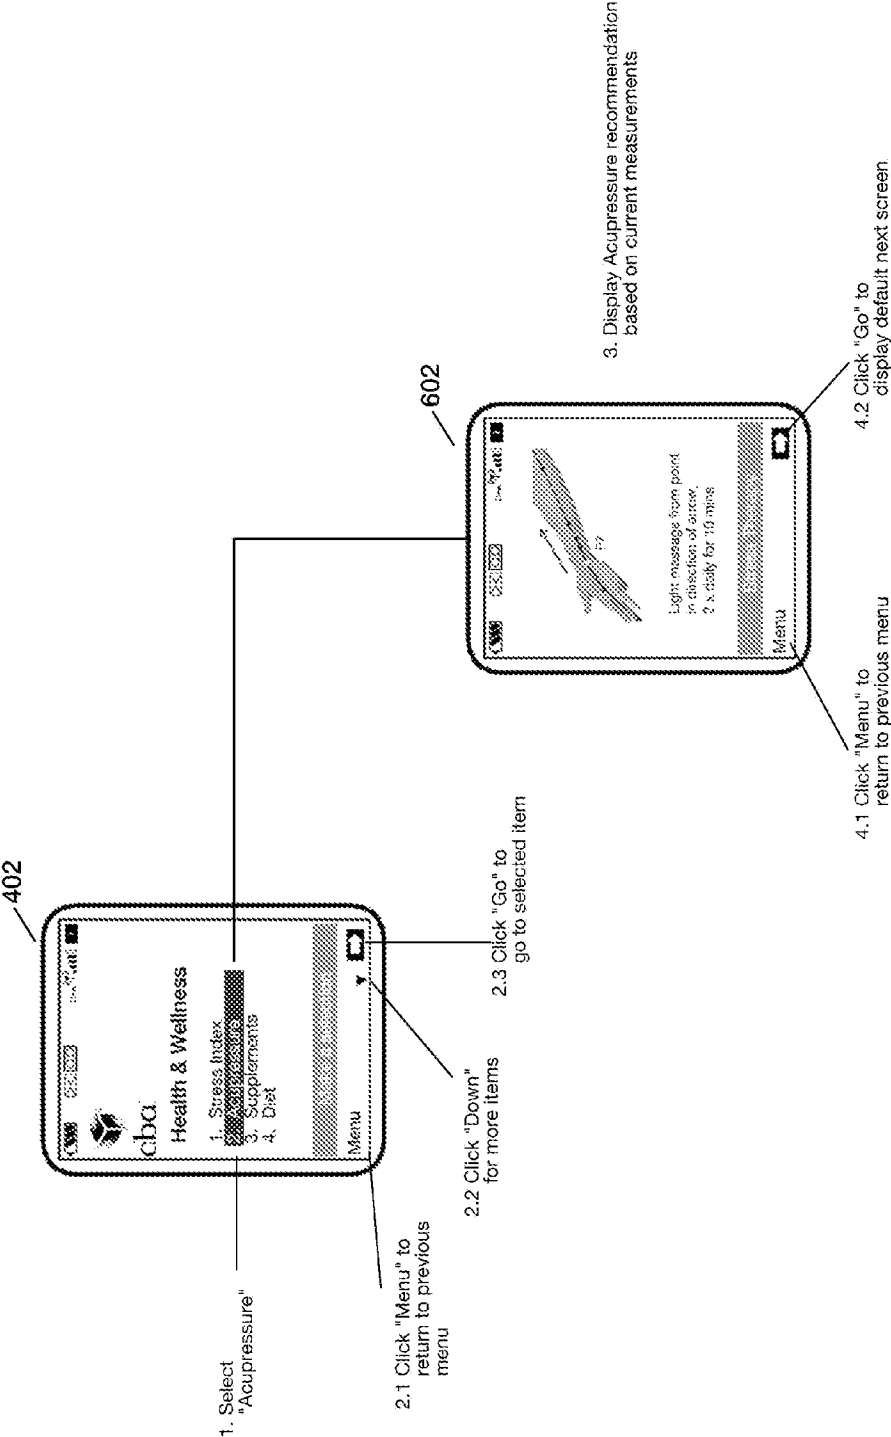 402
cba
Health & Wellness
1. Stress Index
2. Acupressure
3. Supplements
4. Diet
Menu
1. Select
"Acupressure"
2.1 Click "Menu" to
return to previous
menu
2.2 Click "Down"
for more items
2.3 Click "Go" to
go to selected item
602
Light massage from point
in direction of arrow,
2 x daily for 10 mins
Menu
3. Display Acupressure recommendation
based on current measurements
4.1 Click "Menu" to
return to previous menu
4.2 Click "Go" to
display default next screen